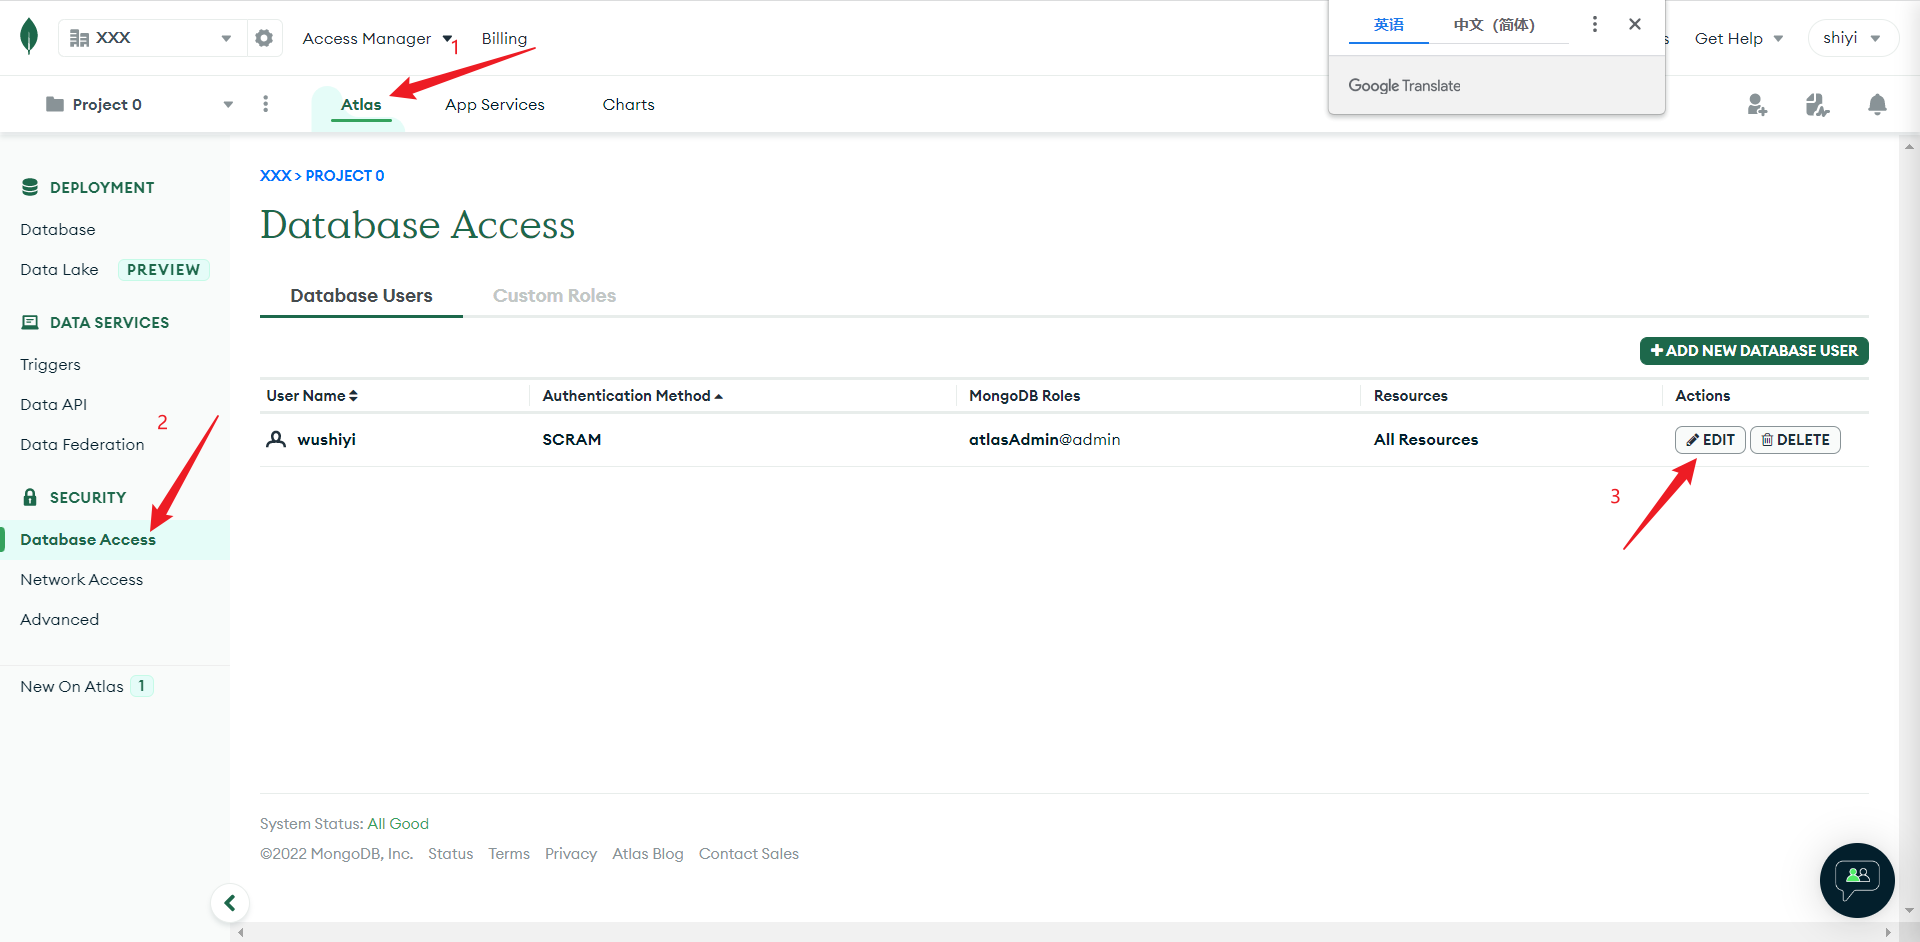 XXX
Access Manager
1
Billing
英语
中文（简体）
s
Get Help
shiyi
Google Translate
Project 0
Atlas
App Services
Charts
DEPLOYMENT
Database
Data Lake PREVIEW
DATA SERVICES
Triggers
Data API
Data Federation
2
SECURITY
Database Access
Network Access
Advanced
New On Atlas 1
XXX > PROJECT 0
Database Access
Database Users Custom Roles
ADD NEW DATABASE USER
User Name Authentication Method MongoDB Roles Resources Actions
wushiyi SCRAM atlasAdmin@admin All Resources EDIT DELETE
3
System Status: All Good
©2022 MongoDB, Inc. Status Terms Privacy Atlas Blog Contact Sales